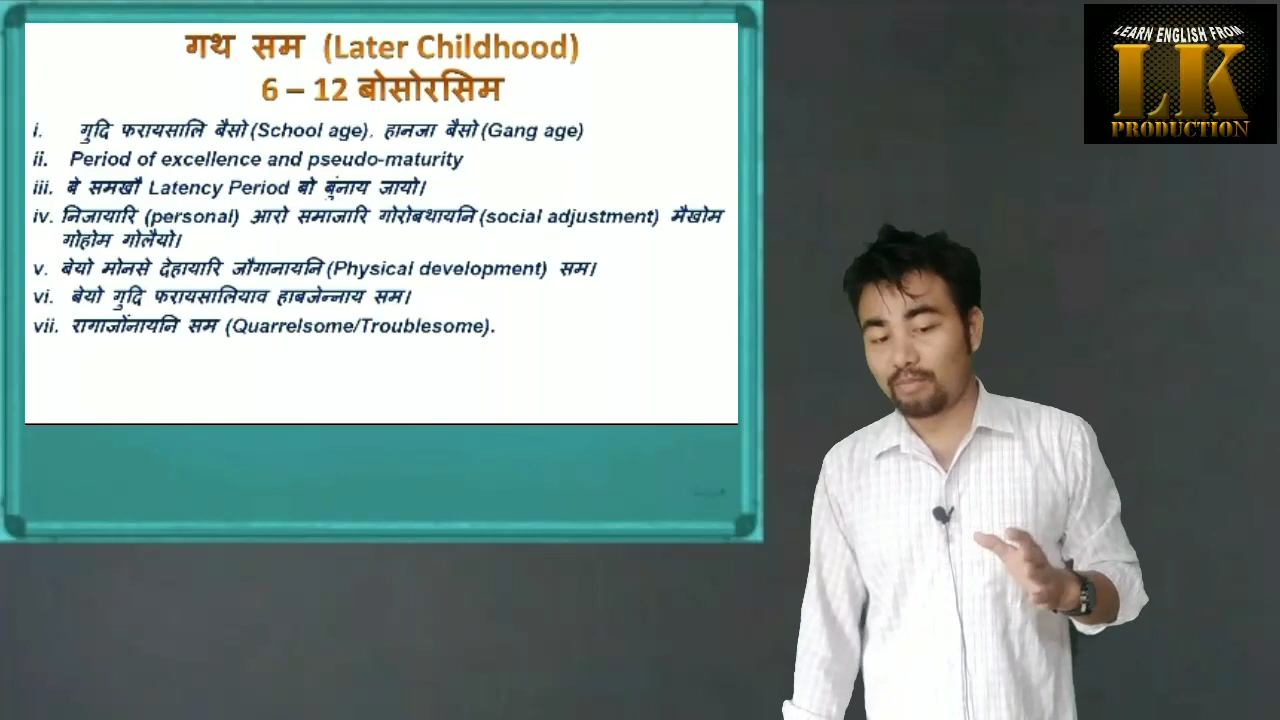 गथ सम (Later Childhood)
6 – 12 बोसोरसिम
i. गुदि फरायसालि बैसो (School age), हानजा बैसो (Gang age)
ii. Period of excellence and pseudo-maturity
iii. बे समखौ Latency Period बो बुंनाय जायो।
iv. निजायारि (personal) आरो समाजारि गोरोबथायनि (social adjustment) मैखोम
गोहोम गोलैयो।
v. बेयो मोनसे देहायारि जौगानायनि (Physical development) सम।
vi. बेयो गुदि फरायसालियाव हाबजेन्नाय सम।
vii. रागाजोंनायनि सम (Quarrelsome/Troublesome).
LEARN ENGLISH FROM
LK
PRODUCTION